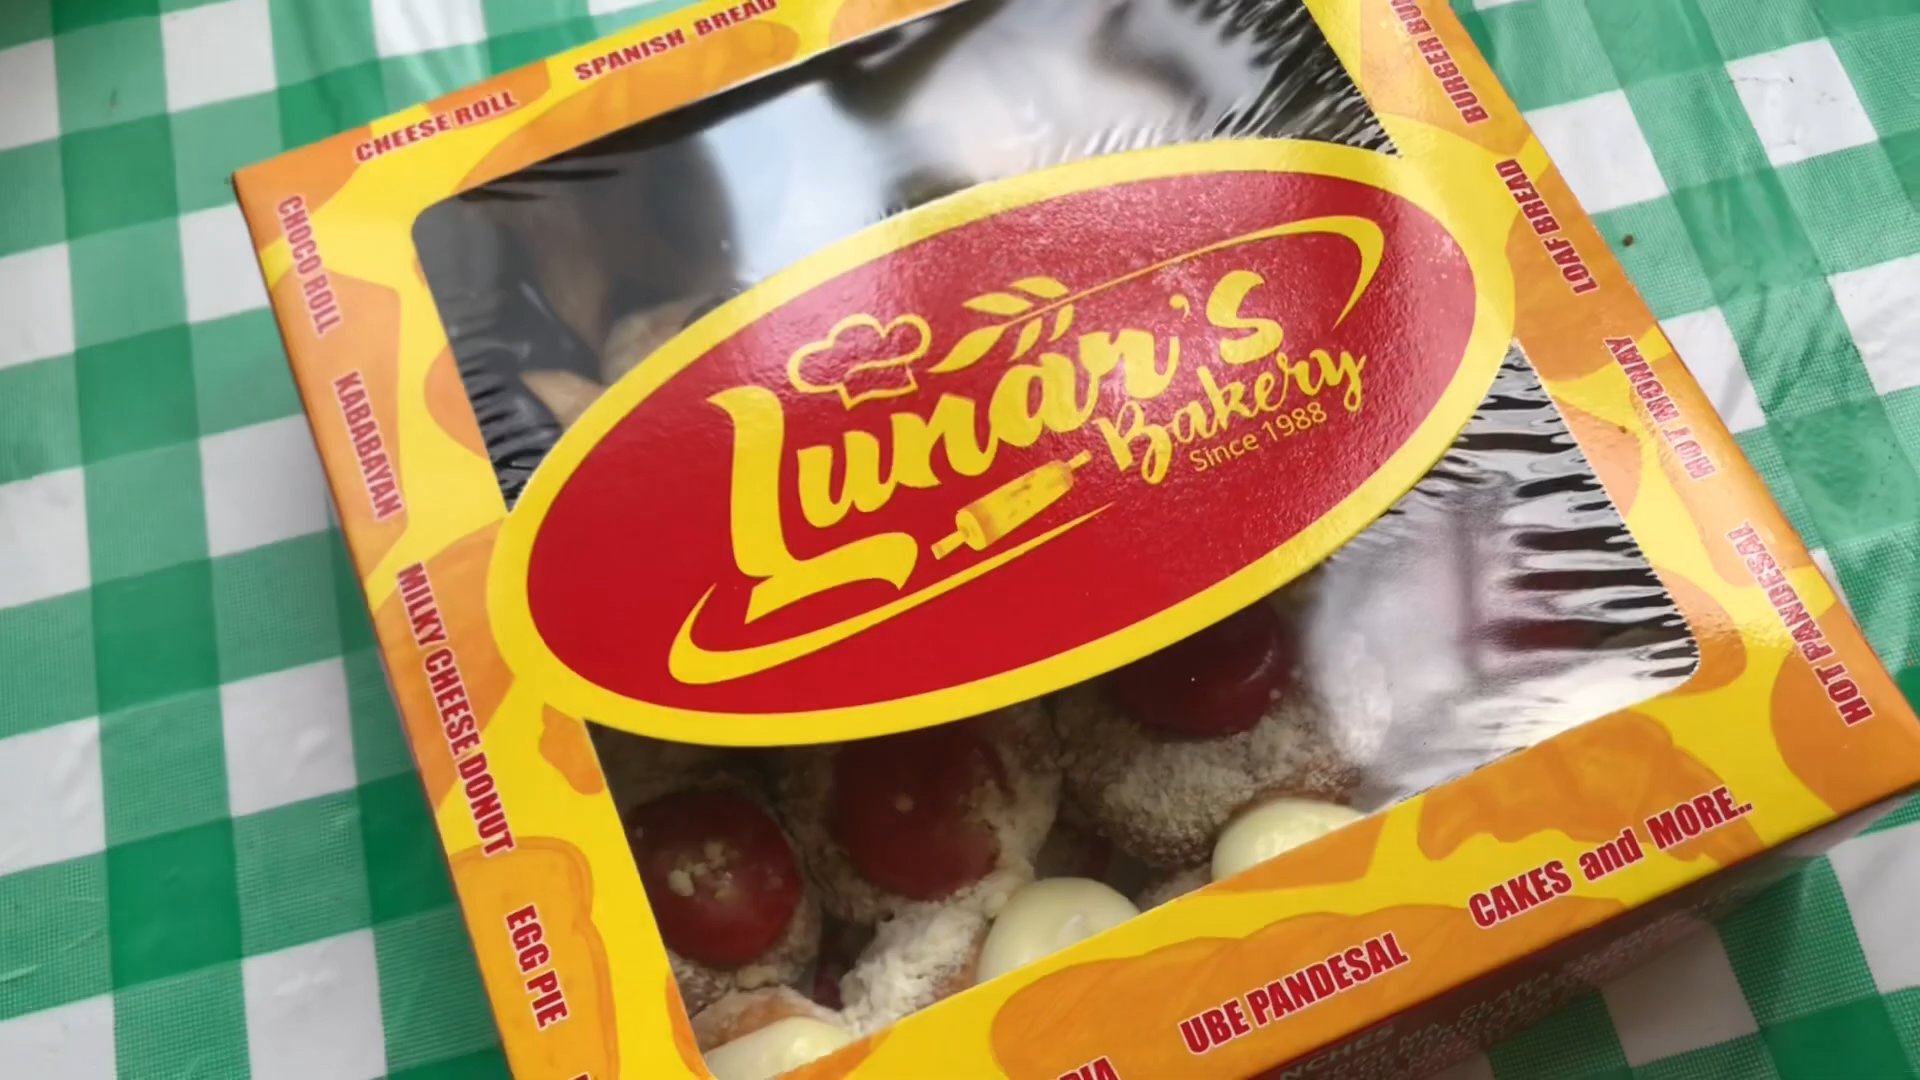 SPANISH BREAD
CHEESE ROLL
CHOCO ROLL
KABABAYAN
MILKY CHEESE DONUT
EGG PIE
Lunar's
Bakery
Since 1988
BURGER
LOAF BREAD
HOT MONAY
HOT PANDESAL
CAKES and MORE..
UBE PANDESAL